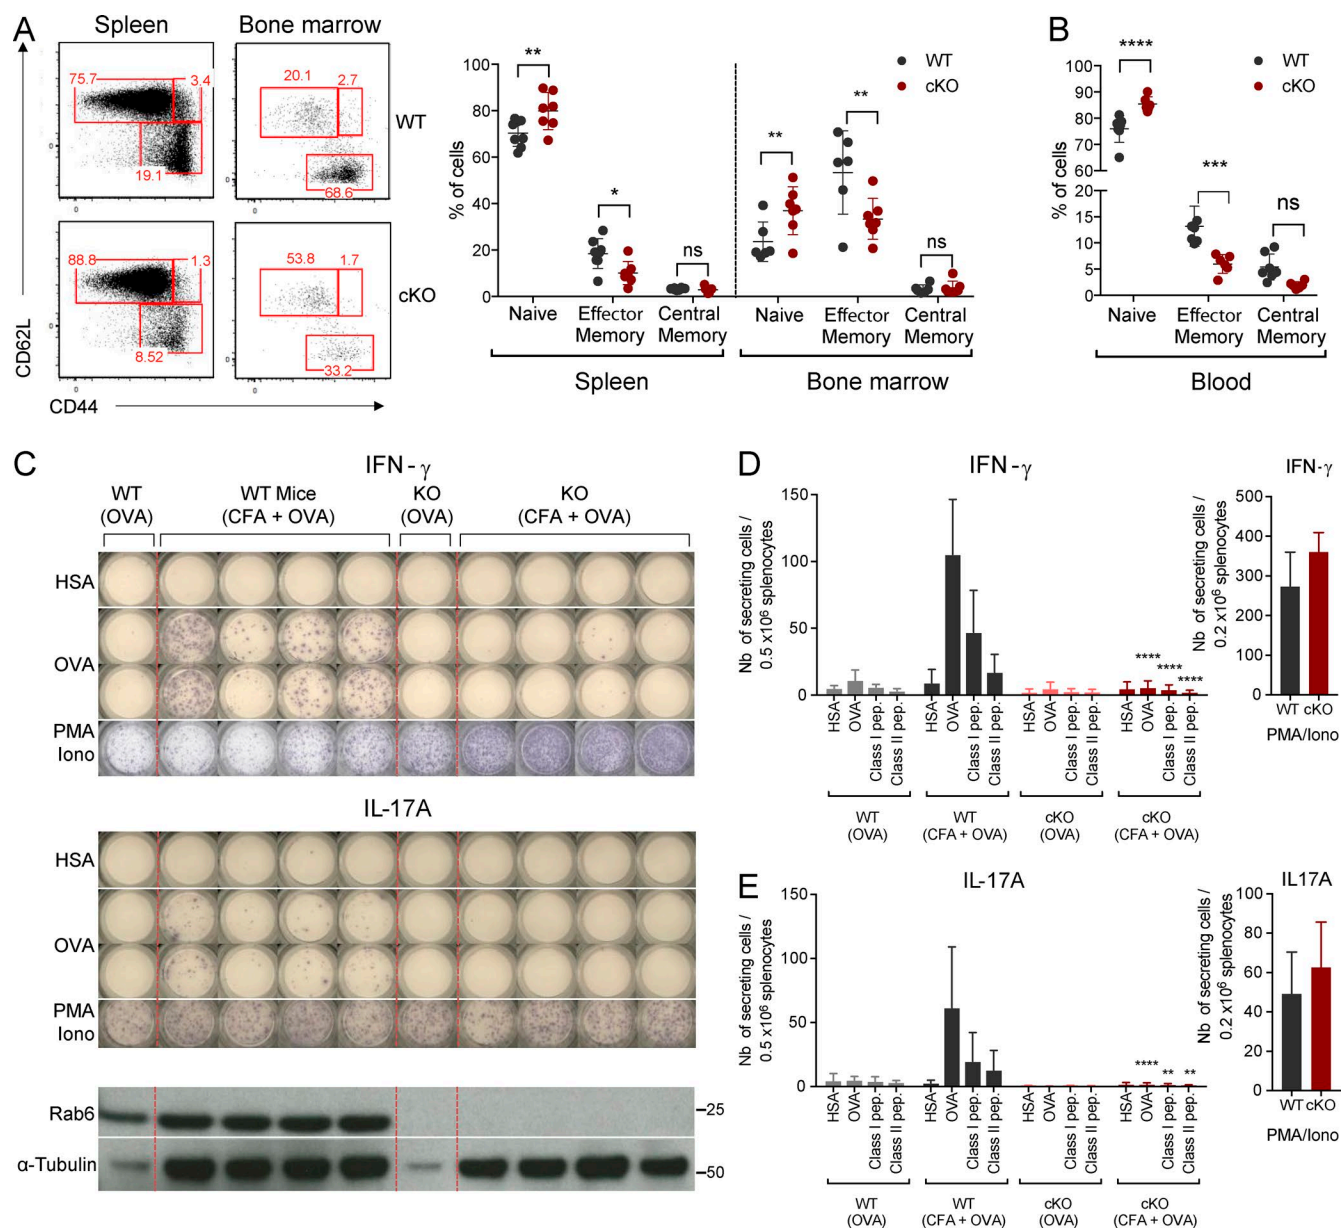 A
Spleen
Bone marrow
75.7
3.4
19.1
0
0
20.1
2.7
68.6
0
0
WT
88.8
1.3
8.52
0
0
53.8
1.7
33.2
0
0
cKO
CD62L
CD44
% of cells
100
80
60
40
20
0
**
*
ns
**
**
ns
WT
cKO
Naive
Effector
Memory
Central
Memory
Naive
Effector
Memory
Central
Memory
Spleen
Bone marrow
B
% of cells
100
90
80
70
60
20
15
10
5
0
****
***
ns
Naive
Effector
Memory
Central
Memory
Blood
C
IFN-γ
WT
(OVA)
WT Mice
(CFA + OVA)
KO
(OVA)
KO
(CFA + OVA)
HSA
OVA
PMA
Iono
IL-17A
HSA
OVA
PMA
Iono
Rab6
–25
α-Tubulin
–50
D
IFN-γ
Nb of secreting cells /
0.5 x10⁶ splenocytes
150
100
50
0
****
****
****
HSA
OVA
Class I pep.
Class II pep.
HSA
OVA
Class I pep.
Class II pep.
HSA
OVA
Class I pep.
Class II pep.
HSA
OVA
Class I pep.
Class II pep.
WT
(OVA)
WT
(CFA + OVA)
cKO
(OVA)
cKO
(CFA + OVA)
IFN-γ
Nb of secreting cells /
0.2 x10⁶ splenocytes
500
400
300
200
100
0
WT cKO
PMA/Iono
E
IL-17A
Nb of secreting cells /
0.5 x10⁶ splenocytes
150
100
50
0
****
**
**
HSA
OVA
Class I pep.
Class II pep.
HSA
OVA
Class I pep.
Class II pep.
HSA
OVA
Class I pep.
Class II pep.
HSA
OVA
Class I pep.
Class II pep.
WT
(OVA)
WT
(CFA + OVA)
cKO
(OVA)
cKO
(CFA + OVA)
IL17A
Nb of secreting cells /
0.2 x10⁶ splenocytes
100
80
60
40
20
0
WT cKO
PMA/Iono